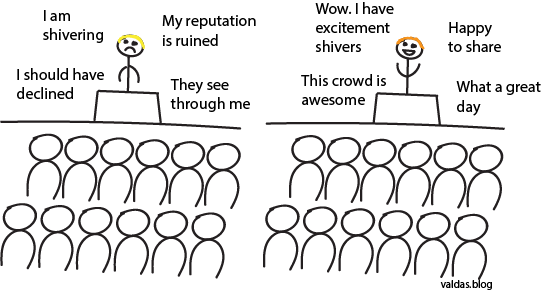 I am
shivering
My reputation
is ruined
I should have
declined
They see
through me
Wow. I have
excitement
shivers
Happy
to share
This crowd is
awesome
What a great
day
valdas.blog